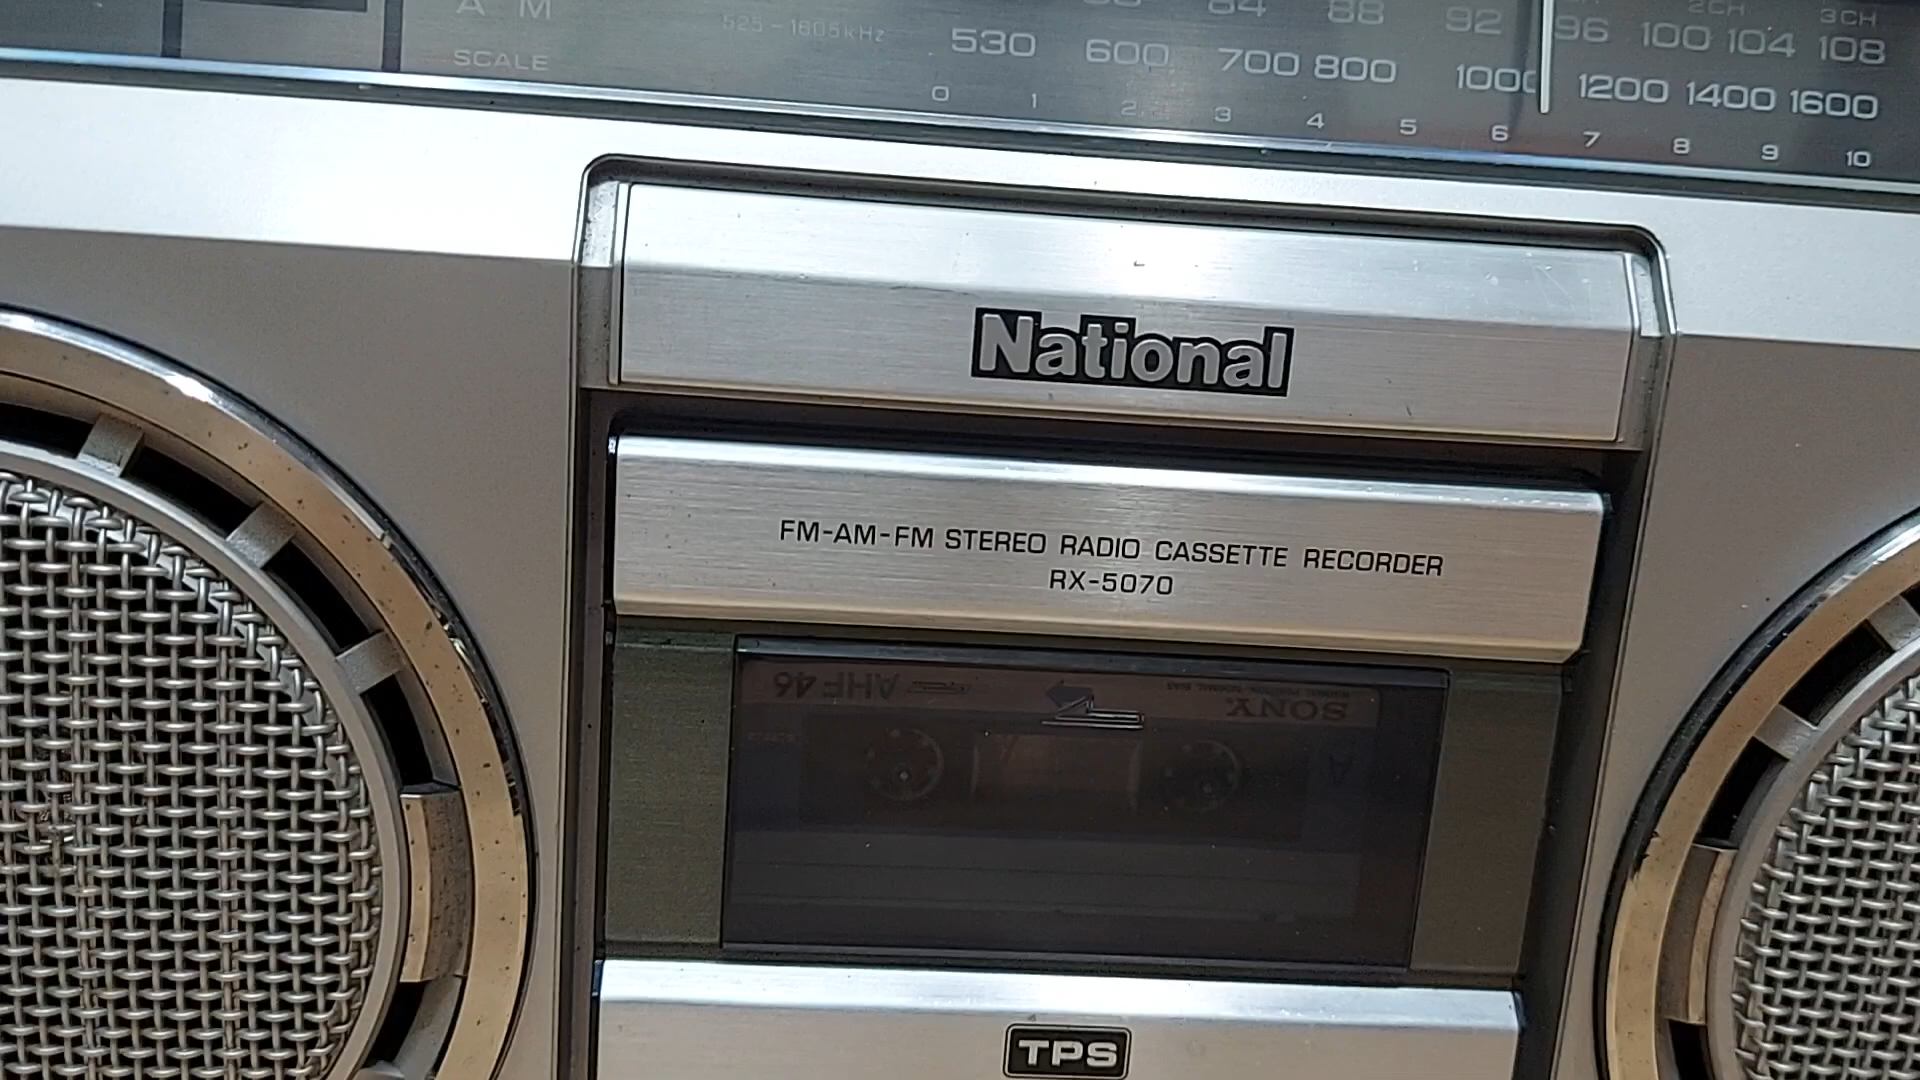 AM
84 88 92 96 100 104 108
2CH 3CH
525-1605kHz
530 600 700 800 1000 1200 1400 1600
SCALE
0 1 2 3 4 5 6 7 8 9 10
National
FM-AM-FM STEREO RADIO CASSETTE RECORDER
RX-5070
SONY
AHF 46
A
TPS